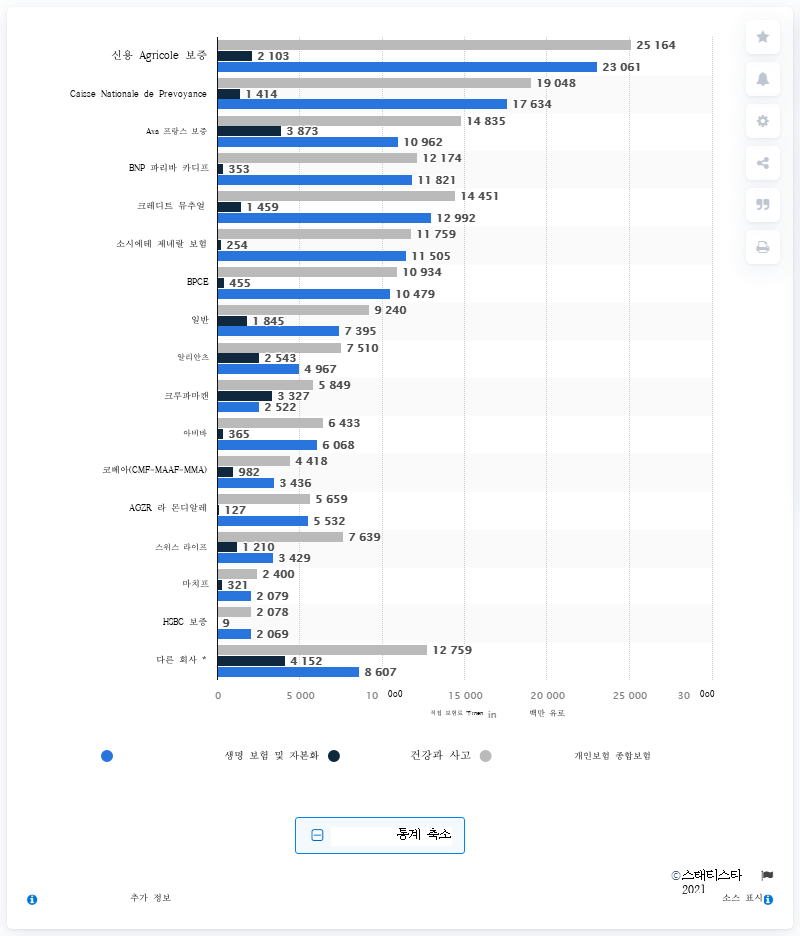 신용 Agricole 보증
25 164
2 103
23 061
Caisse Nationale de Prevoyance
19 048
1 414
17 634
Axa 프랑스 보증
14 835
3 873
10 962
BNP 파리바 카디프
12 174
353
11 821
크레디트 뮤추얼
14 451
1 459
12 992
소시에테 제네랄 보험
11 759
254
11 505
BPCE
10 934
455
10 479
일반
9 240
1 845
7 395
알리안츠
7 510
2 543
4 967
크루파마캔
5 849
3 327
2 522
아비바
6 433
365
6 068
코베아(CMF-MAAF-MMA)
4 418
982
3 436
AGZR 라 몬디알레
5 659
127
5 532
스위스 라이프
7 639
1 210
3 429
마치프
2 400
321
2 079
HSBC 보증
2 078
9
2 069
다른 회사 *
12 759
4 152
8 607
0 5 000 10 000 15 000 20 000 25 000 30 000
직접 보험료 in 백만 유로
생명 보험 및 자본화 건강과 사고 개인보험 종합보험
통계 축소
©스태티스타
2021
추가 정보 소스 표시